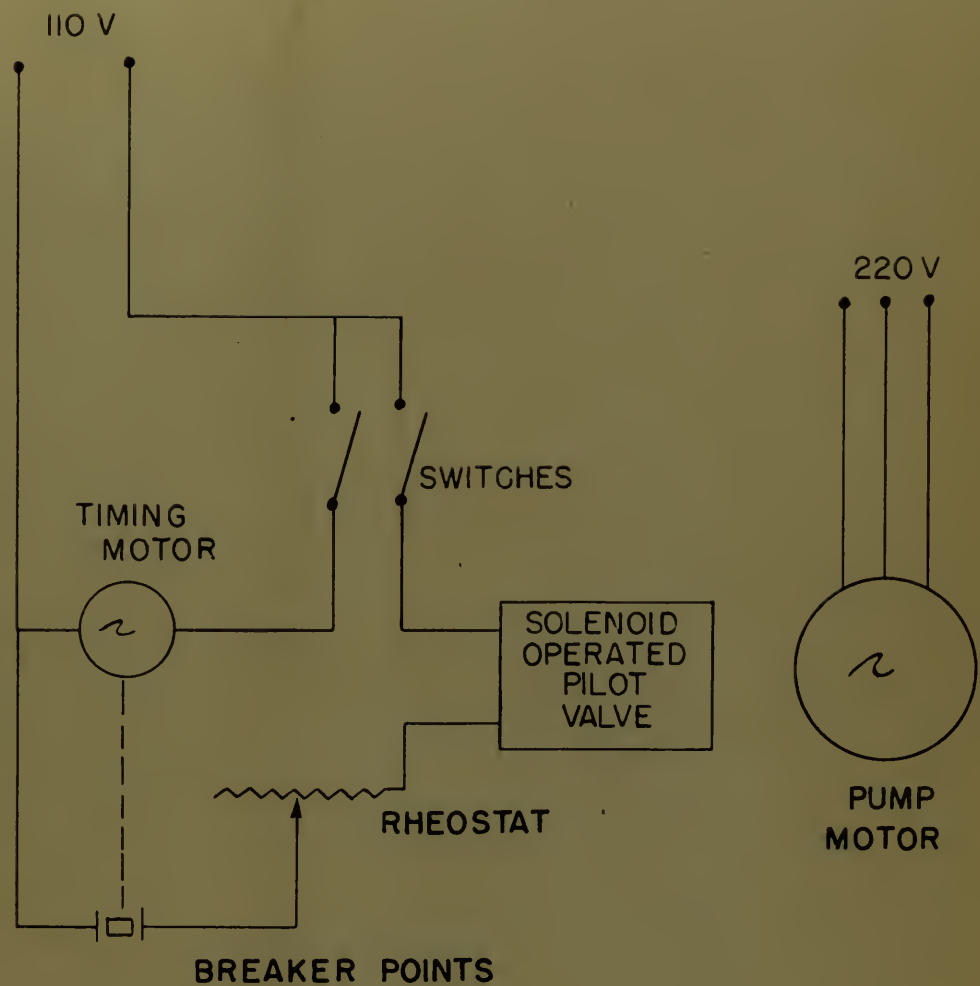 110 V
220 V
SWITCHES
TIMING
MOTOR
SOLENOID
OPERATED
PILOT
VALVE
RHEOSTAT
PUMP
MOTOR
BREAKER POINTS